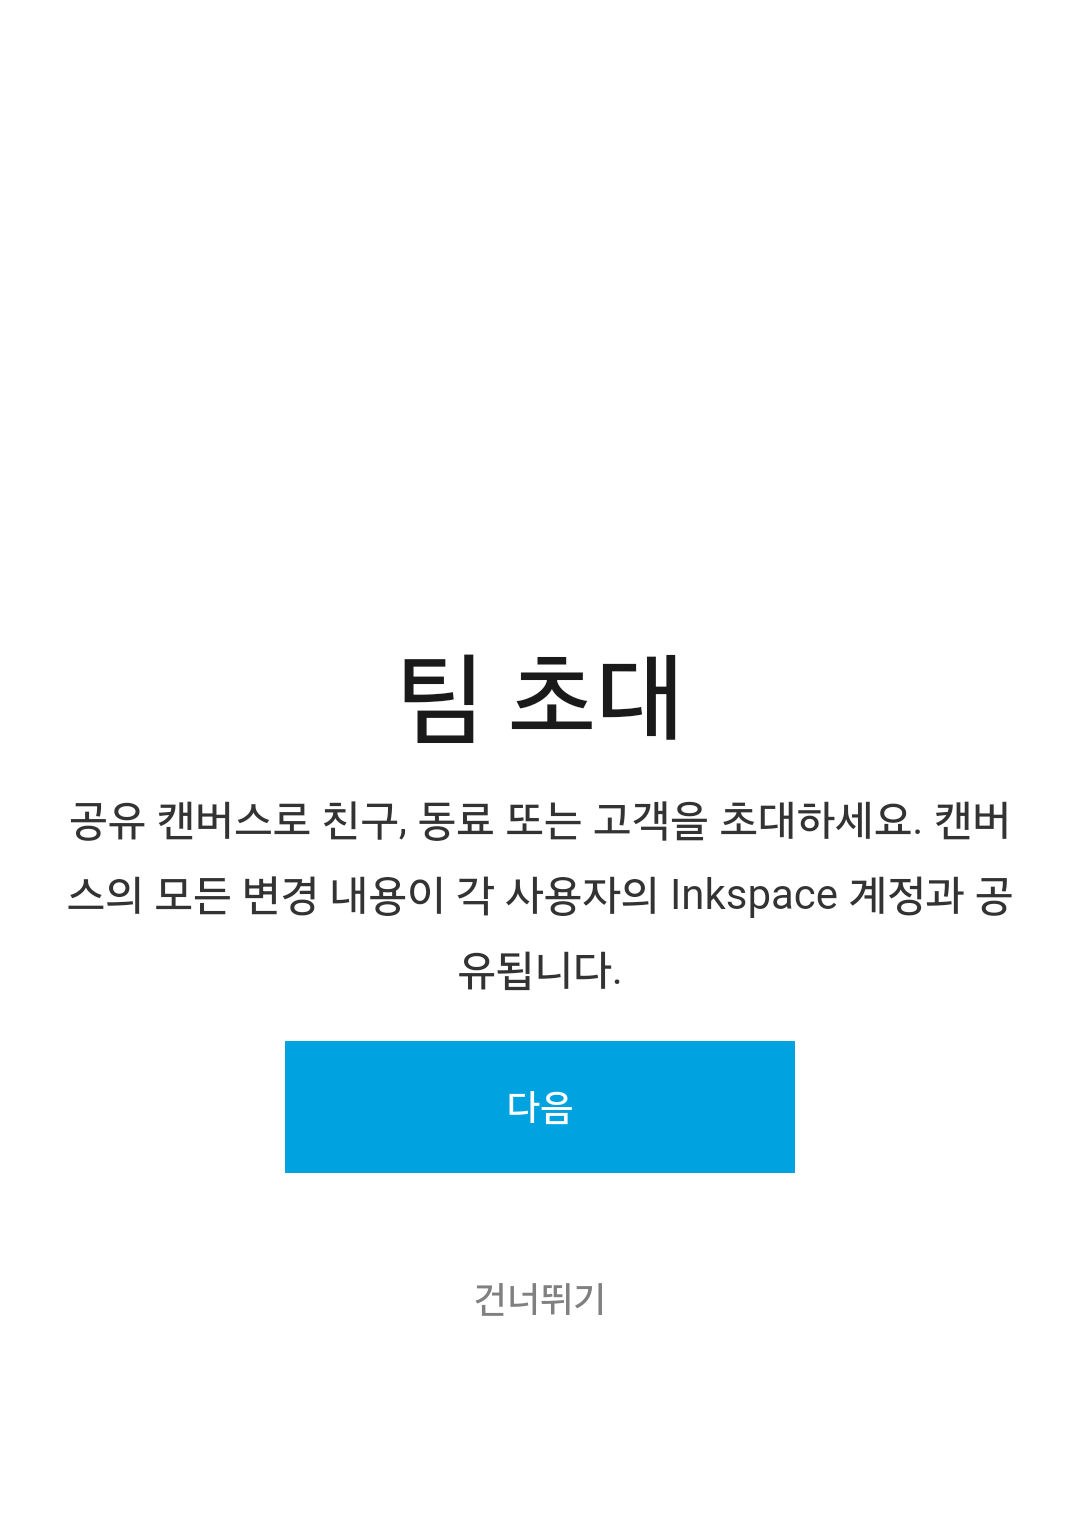 팀 초대
공유 캔버스로 친구, 동료 또는 고객을 초대하세요. 캔버
스의 모든 변경 내용이 각 사용자의 Inkspace 계정과 공
유됩니다.
다음
건너뛰기